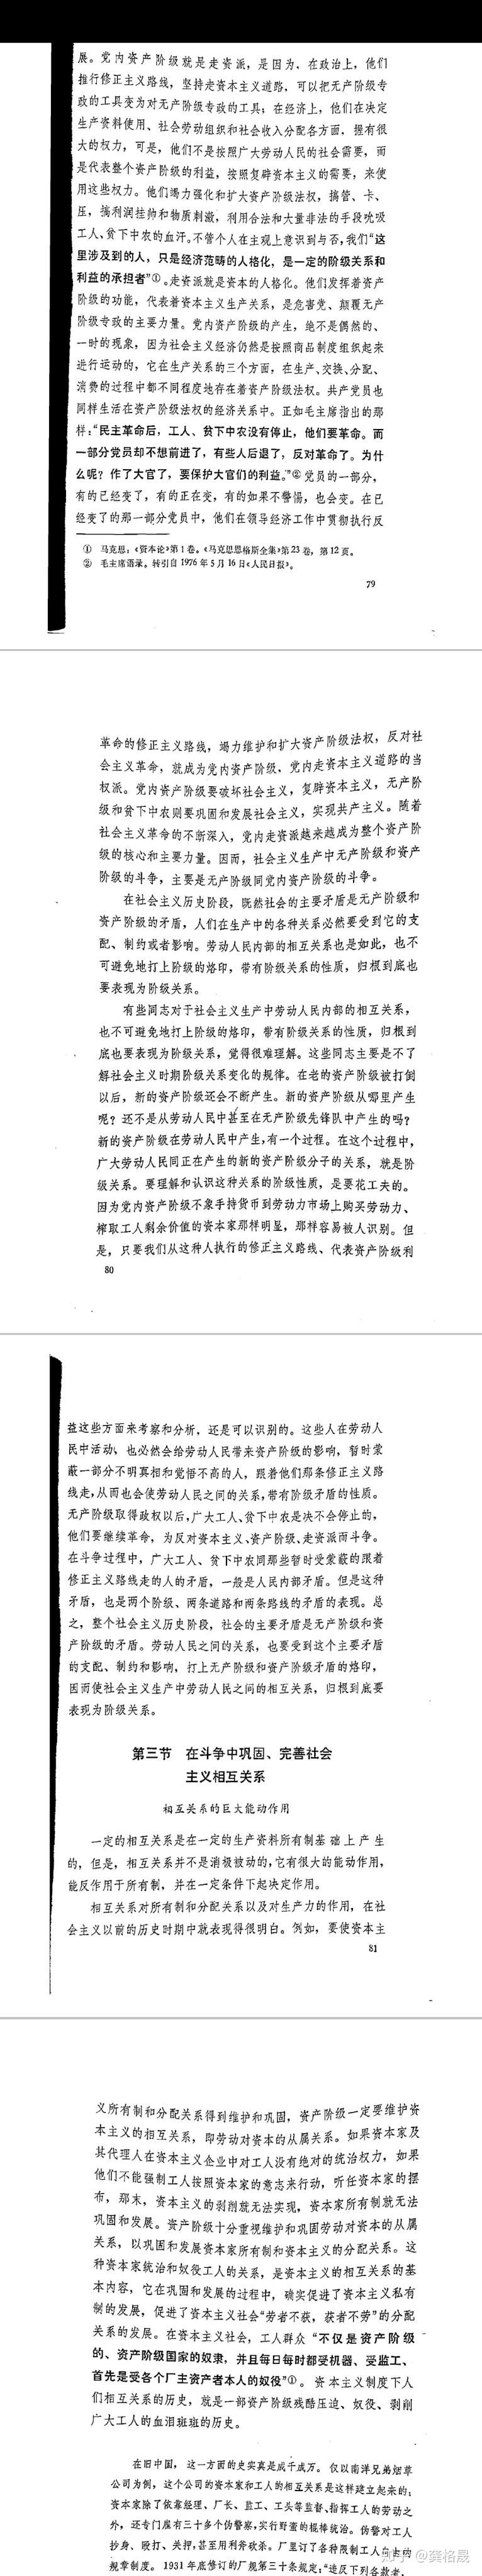 展。党内资产阶级就是走资派，是因为、在政治上，他们
推行修正主义路线，坚持走资本主义道路、可以把无产阶级专
政的工具变为对无产阶级专政的工具；在经济上，他们在决定
生产资料使用、社会劳动组织和社会收入分配各方面，握有很
大的权力，可是，他们不是按照广大劳动人民的社会需要，而
是代表整个资产阶级的利益，按照复辟资本主义的需要，来使
用这些权力。他们竭力强化和扩大资产阶级法权，搞管、卡、
压，搞利润挂帅和物质刺激，利用合法和大量非法的手段吮吸
工人、贫下中农的血汗。不管个人在主观上意识到与否，我们“这
里涉及到的人，只是经济范畴的人格化，是一定的阶级关系和
利益的承担者”①。走资派就是资本的人格化。他们发挥着资产
阶级的功能，代表着资本主义生产关系，是危害党、颠覆无产
阶级专政的主要力量。党内资产阶级的产生，绝不是偶然的、
一时的现象，因为社会主义经济仍然是按照商品制度组织起来
进行运动的，它在生产关系的三个方面，在生产、交换、分配、
消费的过程中都不同程度地存在着资产阶级法权。共产党员也
同样生活在资产阶级法权的经济关系中。正如毛主席指出的那
样：“民主革命后，工人、贫下中农没有停止，他们要革命。而
一部分党员却不想前进了，有些人后退了，反对革命了。为什
么呢？作了大官了，要保护大官们的利益。”②党员的一部分，
有的已经变了，有的正在变，有的如果不警惕，也会变。在已
经变了的那一部分党员中，他们在领导经济工作中贯彻执行反
① 马克思：《资本论》第1卷。《马克思恩格斯全集》第23卷，第12页。
② 毛主席语录。转引自1976年5月16日《人民日报》。
79
革命的修正主义路线，竭力维护和扩大资产阶级法权，反对社
会主义革命，就成为党内资产阶级、党内走资本主义道路的当
权派。党内资产阶级要破坏社会主义，复辟资本主义，无产阶
级和贫下中农则要巩固和发展社会主义，实现共产主义。随着
社会主义革命的不断深入，党内走资派越来越成为整个资产阶
级的核心和主要力量。因而，社会主义生产中无产阶级和资产
阶级的斗争，主要是无产阶级同党内资产阶级的斗争。
在社会主义历史阶段，既然社会的主要矛盾是无产阶级和
资产阶级的矛盾，人们在生产中的各种关系必然要受到它的支
配、制约或者影响。劳动人民内部的相互关系也是如此，也不
可避免地打上阶级的烙印，带有阶级关系的性质，归根到底也
要表现为阶级关系。
有些同志对于社会主义生产中劳动人民内部的相互关系，
也不可避免地打上阶级的烙印，带有阶级关系的性质，归根到
底也要表现为阶级关系，觉得很难理解。这些同志主要是不了
解社会主义时期阶级关系变化的规律。在老的资产阶级被打倒
以后，新的资产阶级还会不断产生。新的资产阶级从哪里产生
呢？还不是从劳动人民中甚至在无产阶级先锋队中产生的吗？
新的资产阶级在劳动人民中产生，有一个过程。在这个过程中，
广大劳动人民同正在产生的新的资产阶级分子的关系，就是阶
级关系。要理解和认识这种关系的阶级性质，是要花工夫的。
因为党内资产阶级不象手持货币到劳动力市场上购买劳动力、
榨取工人剩余价值的资本家那样明显，那样容易被人识别。但
是，只要我们从这种人执行的修正主义路线、代表资产阶级利
80
益这些方面来考察和分析，还是可以识别的。这些人在劳动人
民中活动，也必然会给劳动人民带来资产阶级的影响，暂时蒙
蔽一部分不明真相和觉悟不高的人，跟着他们那条修正主义路
线走，从而也会使劳动人民之间的关系，带有阶级矛盾的性质。
无产阶级取得政权以后，广大工人、贫下中农是决不会停止的，
他们要继续革命，为反对资本主义、资产阶级、走资派而斗争。
在斗争过程中，广大工人、贫下中农同那些暂时受蒙蔽的跟着
修正主义路线走的人的矛盾，一般是人民内部矛盾。但是这种
矛盾，也是两个阶级、两条道路和两条路线的矛盾的表现。总
之，整个社会主义历史阶段，社会的主要矛盾是无产阶级和资
产阶级的矛盾。劳动人民之间的关系，也要受到这个主要矛盾
的支配、制约和影响，打上无产阶级和资产阶级矛盾的烙印，
因而使社会主义生产中劳动人民之间的相互关系，归根到底要
表现为阶级关系。
第三节 在斗争中巩固、完善社会
主义相互关系
相互关系的巨大能动作用
一定的相互关系是在一定的生产资料所有制基础上产生
的，但是，相互关系并不是消极被动的，它有很大的能动作用，
能反作用于所有制，并在一定条件下起决定作用。
相互关系对所有制和分配关系以及对生产力的作用，在社
会主义以前的历史时期中就表现得很明白。例如，要使资本主
81
义所有制和分配关系得到维护和巩固，资产阶级一定要维护资
本主义的相互关系，即劳动对资本的从属关系。如果资本家及
其代理人在资本主义企业中对工人没有绝对的统治权力，如果
他们不能强制工人按照资本家的意志来行动，听任资本家的摆
布，那末，资本主义的剥削就无法实现，资本家所有制就无法
巩固和发展。资产阶级十分重视维护和巩固劳动对资本的从属
关系，以巩固和发展资本家所有制和资本主义的分配关系。这
种资本家统治和奴役工人的关系，是资本主义的相互关系的基
本内容，它在巩固和发展的过程中，确实促进了资本主义私有
制的发展，促进了资本主义社会“劳者不获，获者不劳”的分配
关系的发展。在资本主义社会，工人群众“不仅是资产阶级
的、资产阶级国家的奴隶，并且每日每时都受机器、受监工、
首先是受各个厂主资产者本人的奴役”①。资本主义制度下人
们相互关系的历史，就是一部资产阶级残酷压迫、奴役、剥削
广大工人的血泪斑斑的历史。
在旧中国，这一方面的史实真是成千成万。仅以南洋兄弟烟草
公司为例，这个公司的资本家和工人的相互关系是这样建立起来的：
资本家除了依靠经理、厂长、监工、工头等监督、指挥工人的劳动之
外，还专门雇有三十多个伪警察，实行野蛮的棍棒统治。伪警对工人
抄身、殴打、关押，甚至用利斧砍杀。厂里订了各种限制工人自由的
规章制度。1931年底修订的厂规第三十条规定：“违反下列各款者，
知乎 @龚格晟